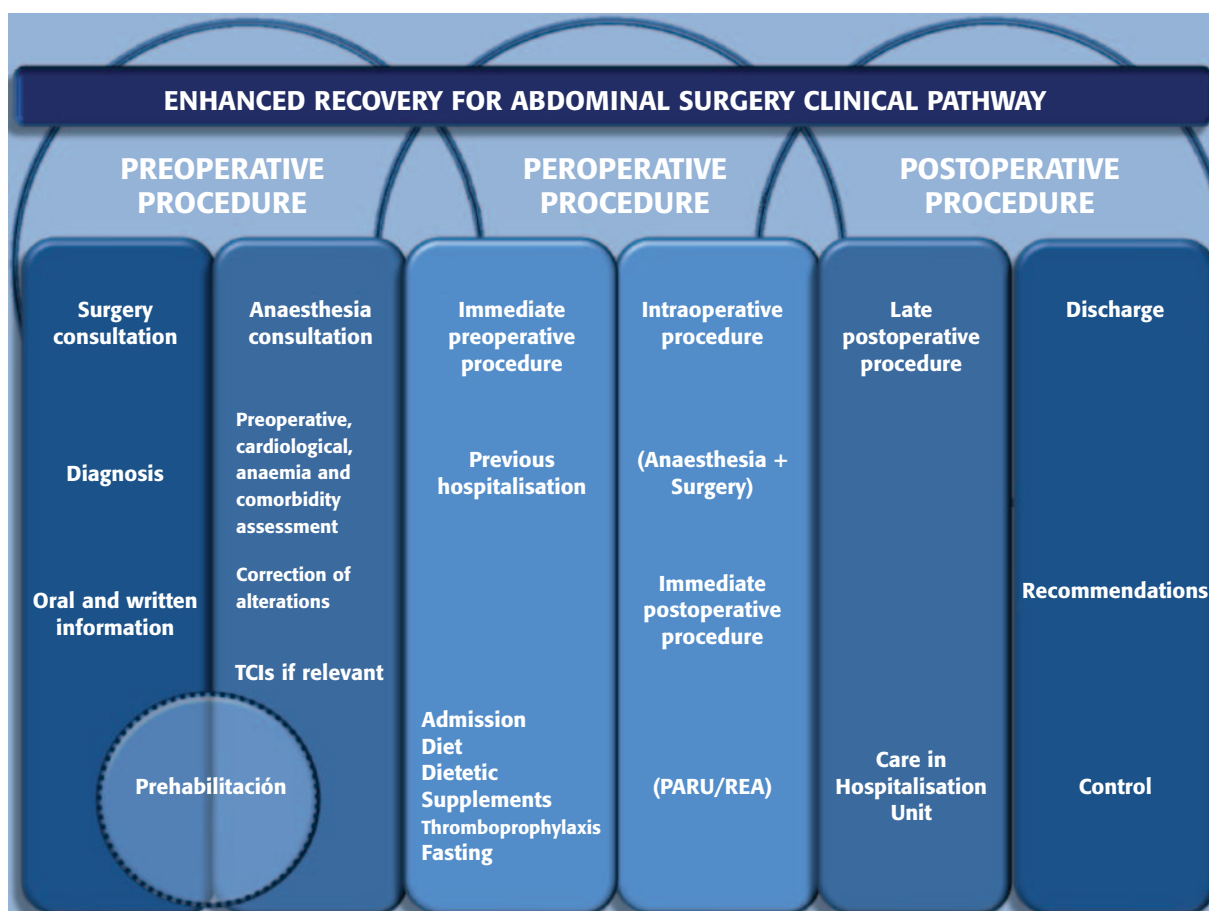 ENHANCED RECOVERY FOR ABDOMINAL SURGERY CLINICAL PATHWAY
PREOPERATIVE
PROCEDURE
PEROPERATIVE
PROCEDURE
POSTOPERATIVE
PROCEDURE
Surgery
consultation
Diagnosis
Oral and written
information
Anaesthesia
consultation
Preoperative,
cardiological,
anaemia and
comorbidity
assessment
Correction of
alterations
TCIs if relevant
Prehabilitación
Immediate
preoperative
procedure
Previous
hospitalisation
Admission
Diet
Dietetic
Supplements
Thromboprophylaxis
Fasting
Intraoperative
procedure
(Anaesthesia +
Surgery)
Immediate
postoperative
procedure
(PARU/REA)
Late
postoperative
procedure
Care in
Hospitalisation
Unit
Discharge
Recommendations
Control